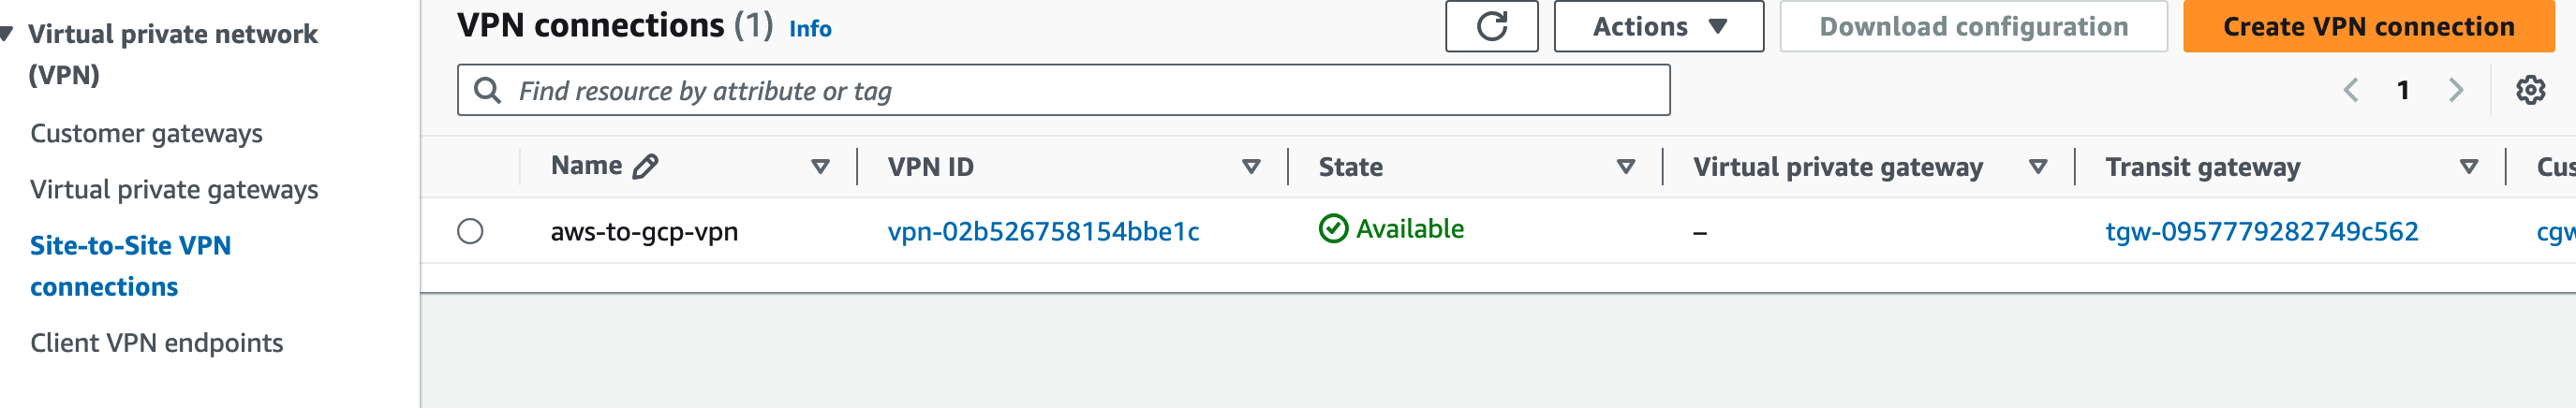 Virtual private network
(VPN)
Customer gateways
Virtual private gateways
Site-to-Site VPN
connections
Client VPN endpoints
VPN connections (1) Info
Actions
Download configuration
Create VPN connection
Find resource by attribute or tag
1
Name
VPN ID
State
Virtual private gateway
Transit gateway
Cus
aws-to-gcp-vpn
vpn-02b526758154bbe1c
Available
–
tgw-0957779282749c562
cgw